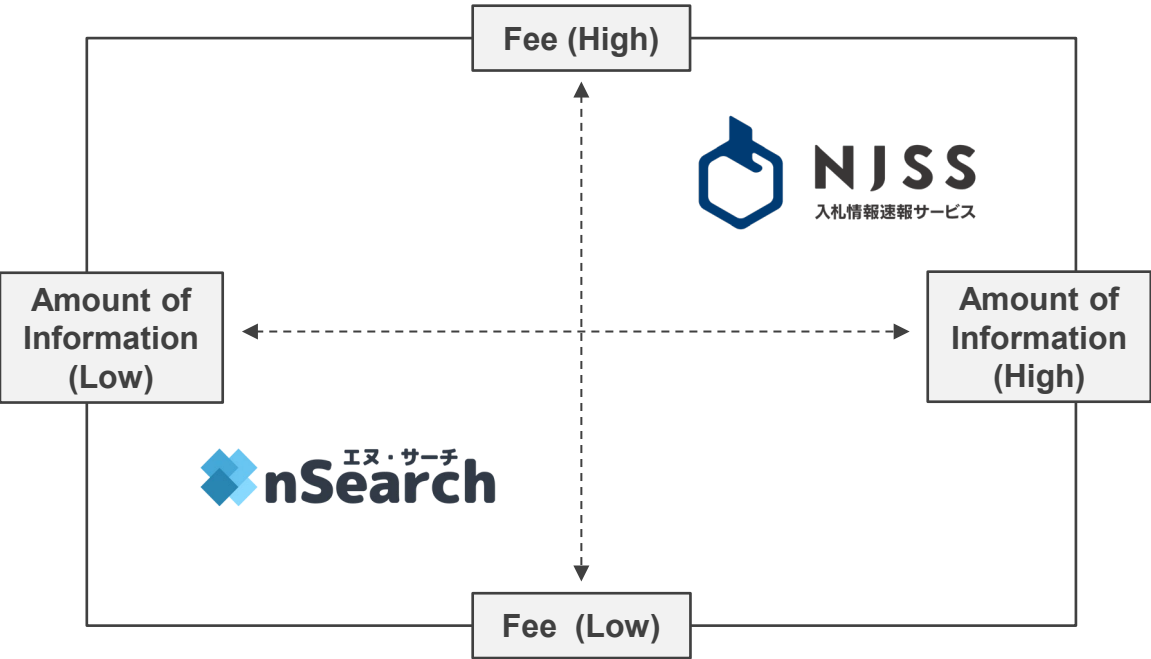 Fee (High)
NJSS
入札情報速報サービス
Amount of
Information
(Low)
Amount of
Information
(High)
エヌ・サーチ
nSearch
Fee (Low)